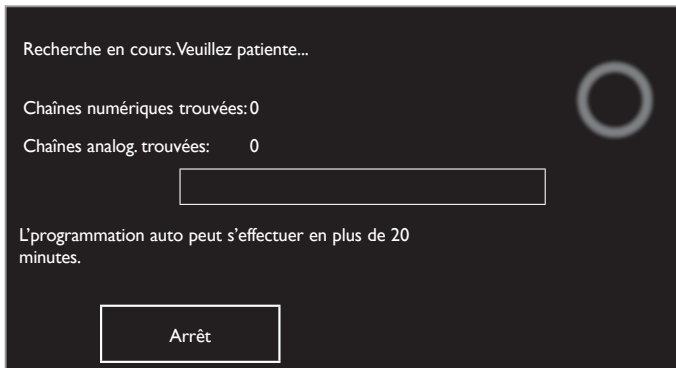 Recherche en cours. Veuillez patiente...
Chaînes numériques trouvées: 0
Chaînes analog. trouvées: 0
L'programmation auto peut s'effectuer en plus de 20
minutes.
Arrêt